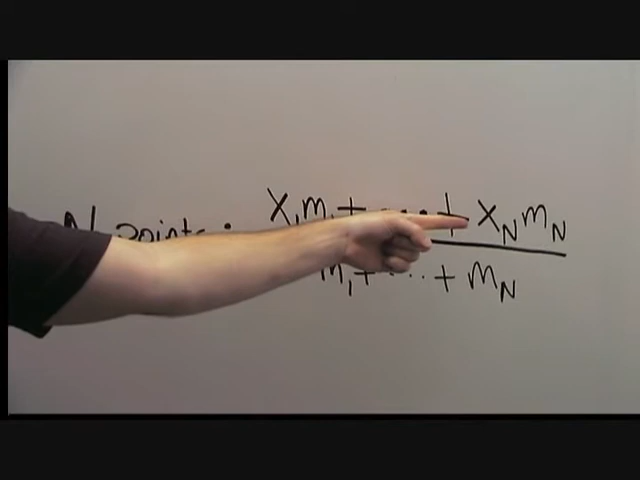 N points: x₁m₁ + ... + x_N m_N
m₁ + ... + m_N